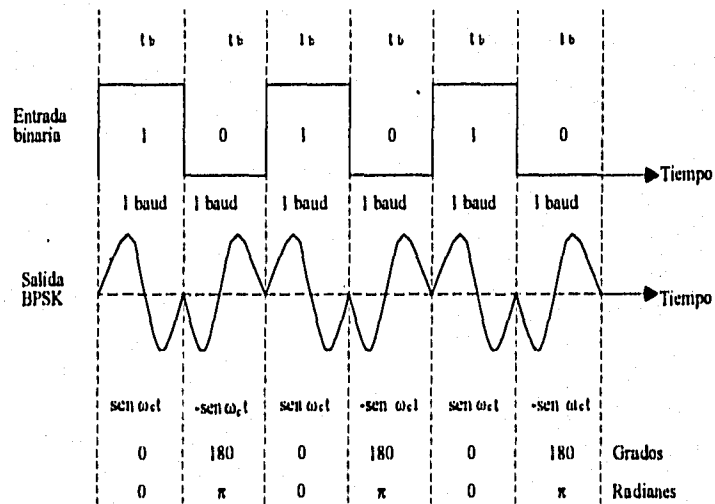 tb tb tb tb tb tb
Entrada
binaria
1 0 1 0 1 0
Tiempo
1 baud 1 baud 1 baud 1 baud 1 baud 1 baud
Salida
BPSK
Tiempo
sen ωct -sen ωct sen ωct -sen ωct sen ωct -sen ωct
0 180 0 180 0 180 Grados
0 π 0 π 0 π Radianes